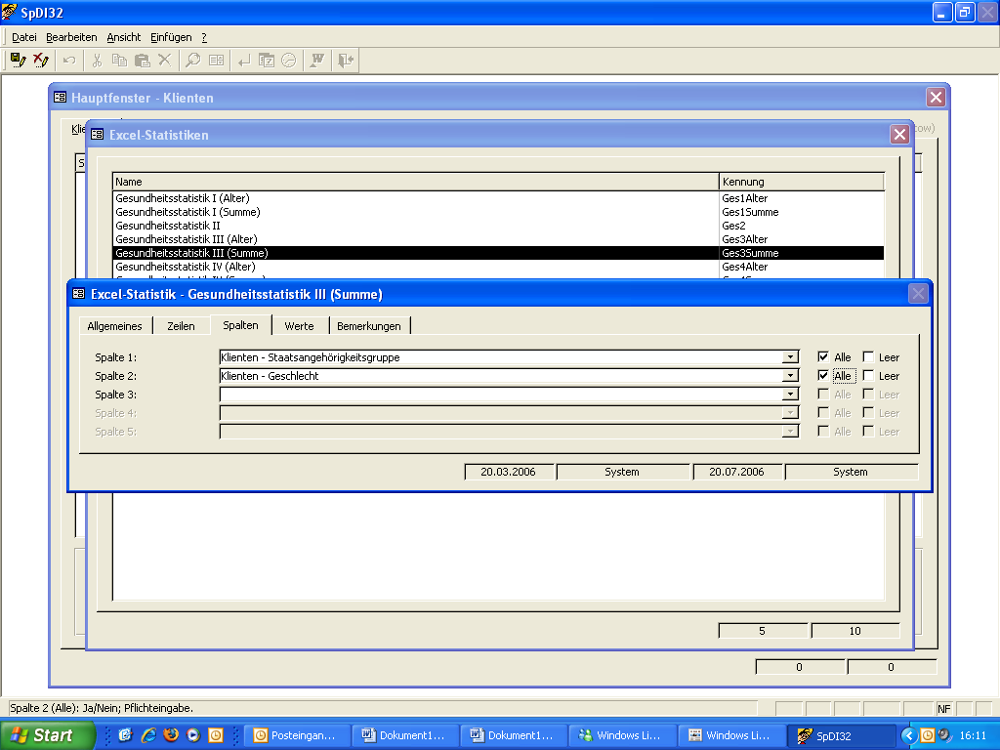 SpDI32
Datei Bearbeiten Ansicht Einfügen ?
Hauptfenster - Klienten
Excel-Statistiken
Name Kennung
Gesundheitsstatistik I (Alter) Ges1Alter
Gesundheitsstatistik I (Summe) Ges1Summe
Gesundheitsstatistik II Ges2
Gesundheitsstatistik III (Alter) Ges3Alter
Gesundheitsstatistik III (Summe) Ges3Summe
Gesundheitsstatistik IV (Alter) Ges4Alter
Excel-Statistik - Gesundheitsstatistik III (Summe)
Allgemeines Zeilen Spalten Werte Bemerkungen
Spalte 1: Klienten - Staatsangehörigkeitsgruppe Alle Leer
Spalte 2: Klienten - Geschlecht Alle Leer
Spalte 3: Alle Leer
Spalte 4: Alle Leer
Spalte 5: Alle Leer
20.03.2006 System 20.07.2006 System
5 10
0 0
Spalte 2 (Alle): Ja/Nein; Pflichteingabe. NF
Start Posteingan... Dokument1... Dokument1... Windows Li... Windows Li... SpDI32 16:11